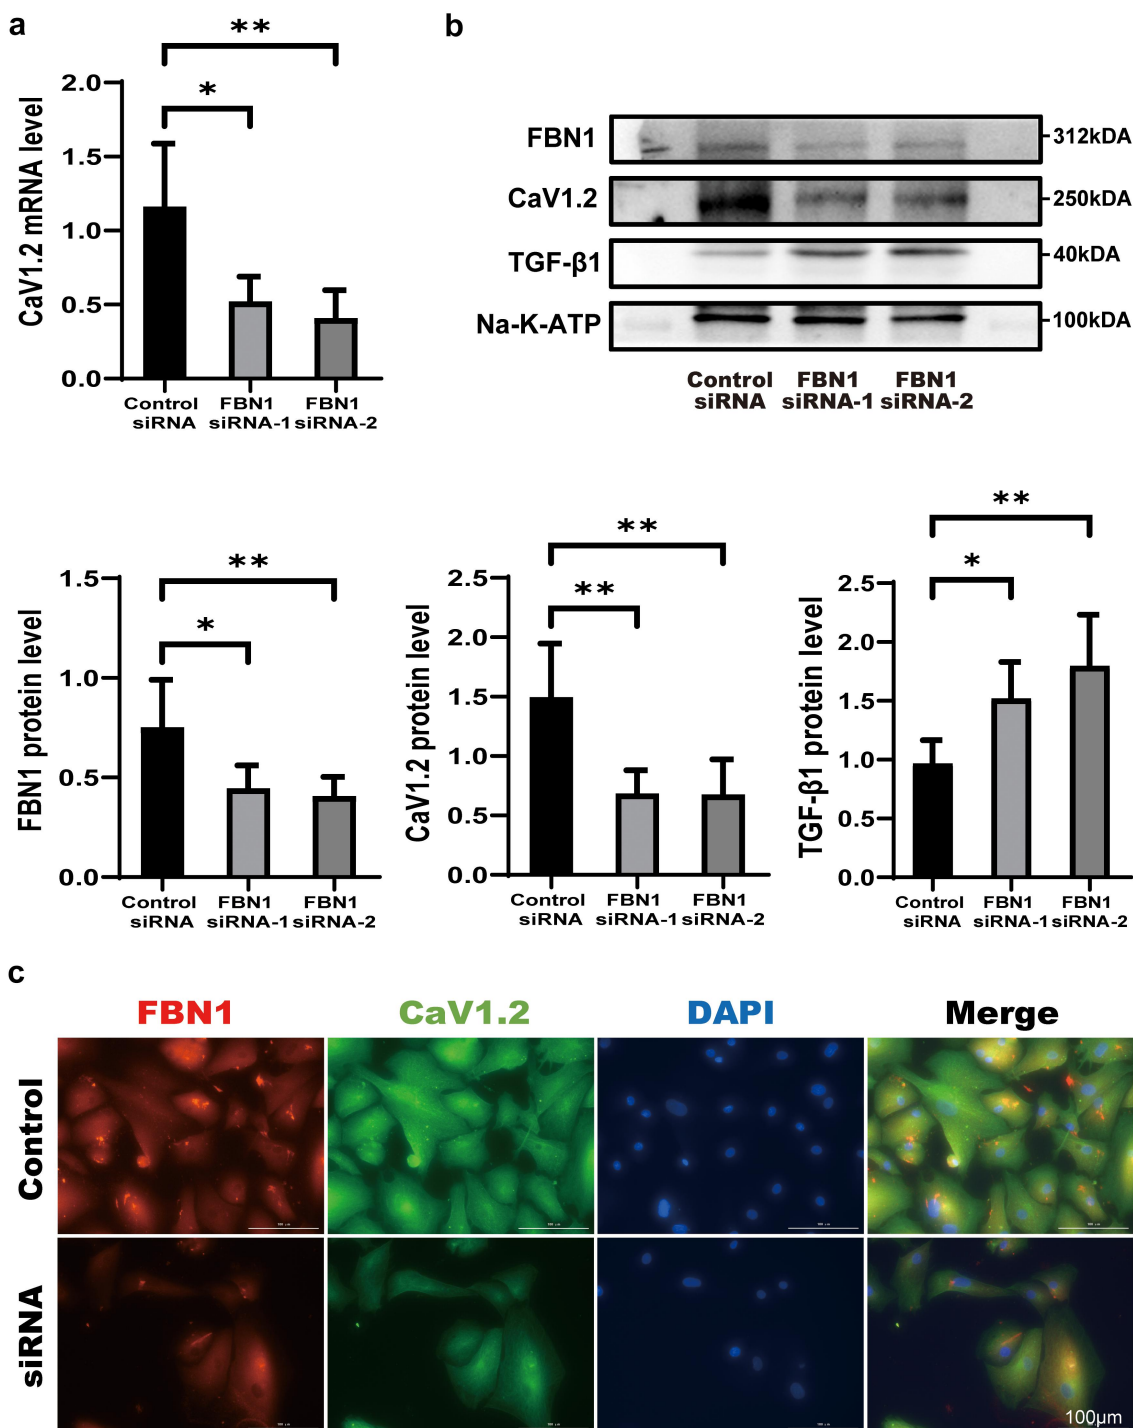 a
**
*
2.0
1.5
1.0
0.5
0.0
CaV1.2 mRNA level
Control siRNA
FBN1 siRNA-1
FBN1 siRNA-2
b
FBN1
312kDA
CaV1.2
250kDA
TGF-β1
40kDA
Na-K-ATP
100kDA
Control siRNA
FBN1 siRNA-1
FBN1 siRNA-2
**
*
1.5
1.0
0.5
0.0
FBN1 protein level
Control siRNA
FBN1 siRNA-1
FBN1 siRNA-2
**
**
2.5
2.0
1.5
1.0
0.5
0.0
CaV1.2 protein level
Control siRNA
FBN1 siRNA-1
FBN1 siRNA-2
**
*
2.5
2.0
1.5
1.0
0.5
0.0
TGF-β1 protein level
Control siRNA
FBN1 siRNA-1
FBN1 siRNA-2
c
FBN1
CaV1.2
DAPI
Merge
Control
siRNA
100μm